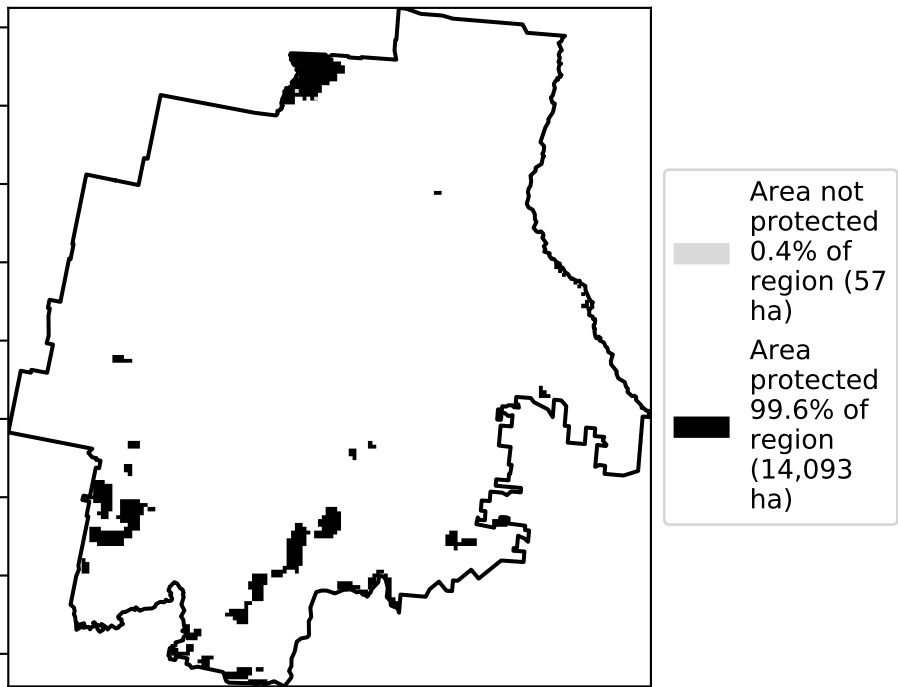 Area not
protected
0.4% of
region (57
ha)
Area
protected
99.6% of
region
(14,093
ha)